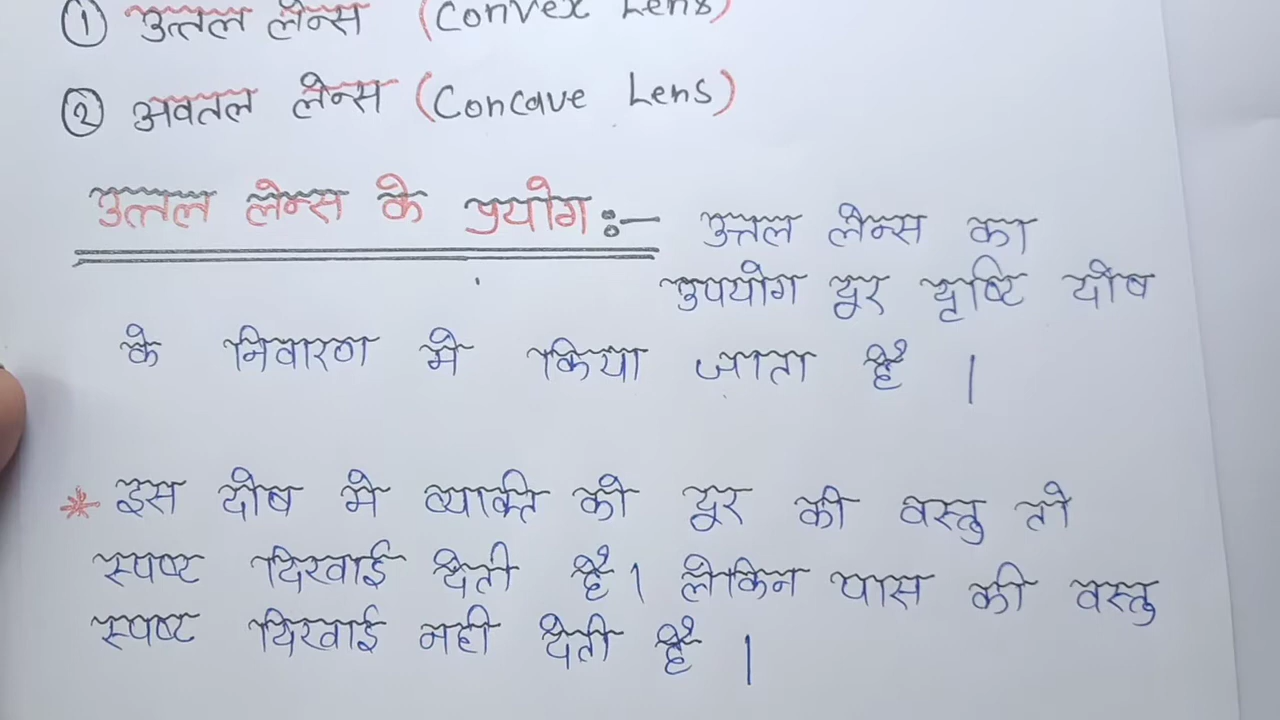 ① उत्तल लेन्स (Convex Lens)
② अवतल लेन्स (Concave Lens)
उत्तल लेन्स के प्रयोग :— उत्तल लेन्स का
उपयोग दूर दृष्टि दोष
के निवारण मे किया जाता है ।
* इस दोष मे व्यक्ति को दूर की वस्तु तो
स्पष्ट दिखाई देती है । लेकिन पास की वस्तु
स्पष्ट दिखाई नही देती है ।